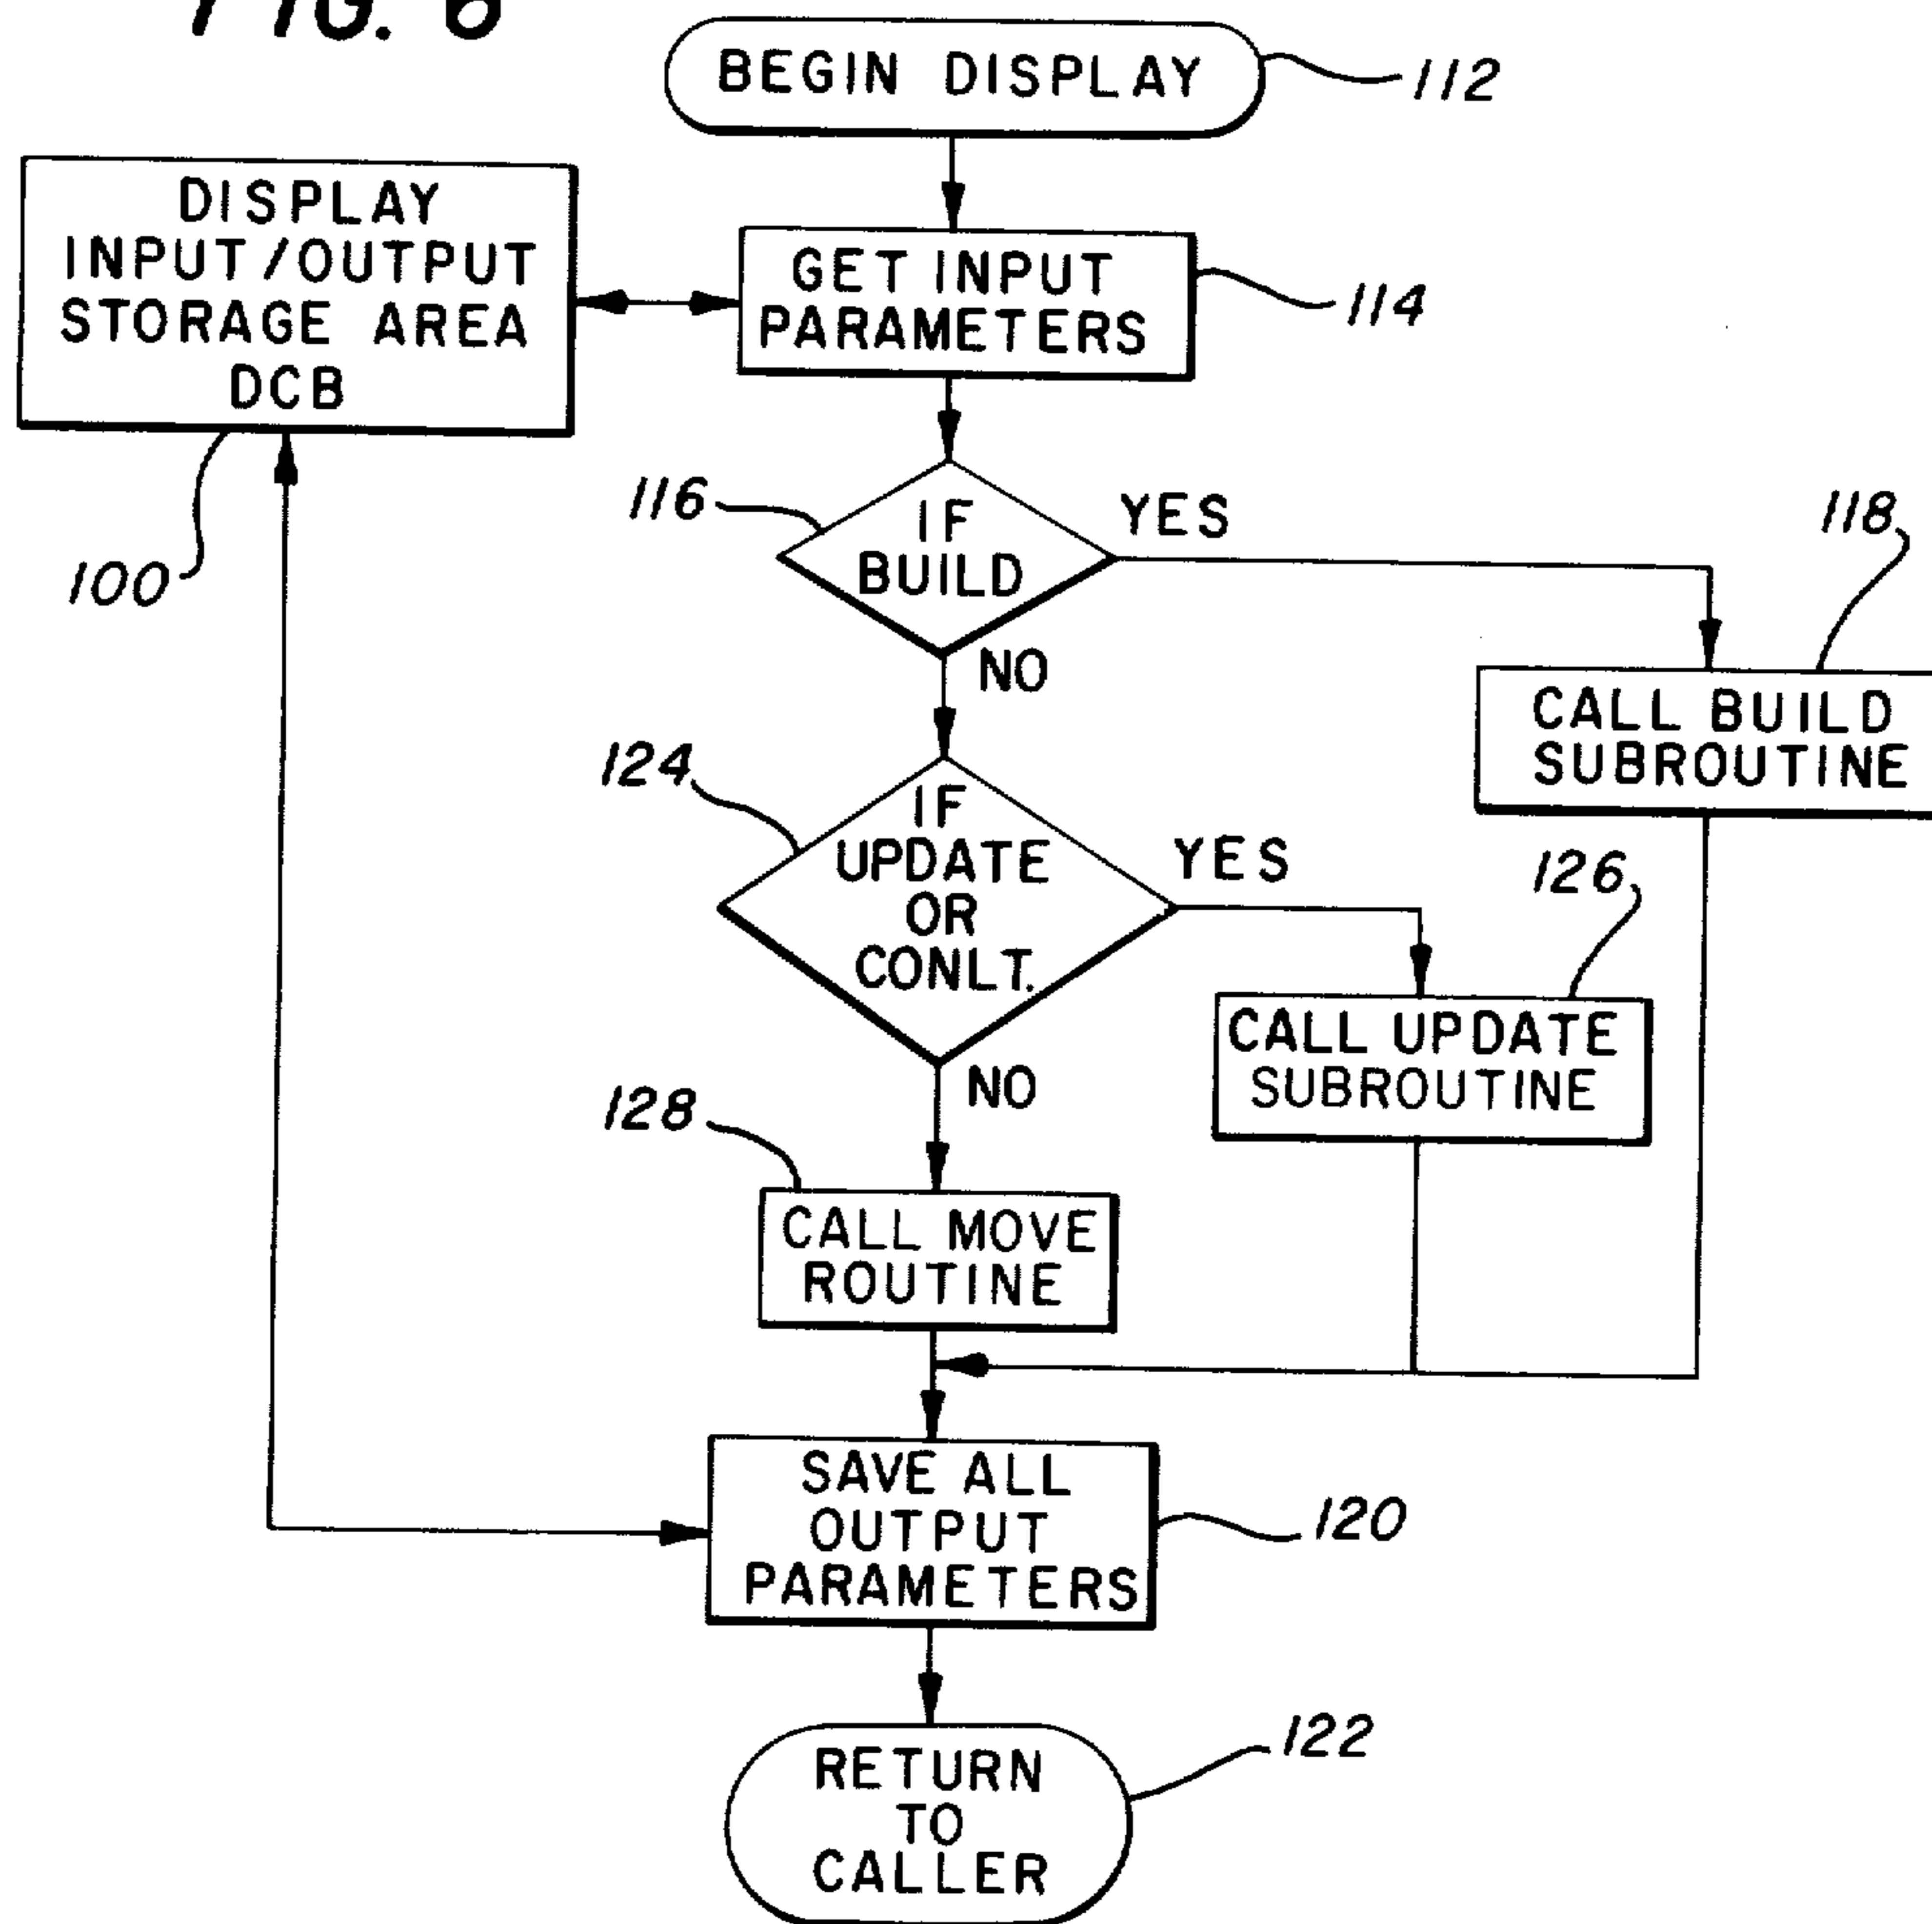 FIG. 6
BEGIN DISPLAY
112
DISPLAY
INPUT/OUTPUT
STORAGE AREA
DCB
100
GET INPUT
PARAMETERS
114
116
IF
BUILD
YES
NO
118
CALL BUILD
SUBROUTINE
124
IF
UPDATE
OR
CONLT.
YES
NO
126
CALL UPDATE
SUBROUTINE
128
CALL MOVE
ROUTINE
SAVE ALL
OUTPUT
PARAMETERS
120
RETURN
TO
CALLER
122